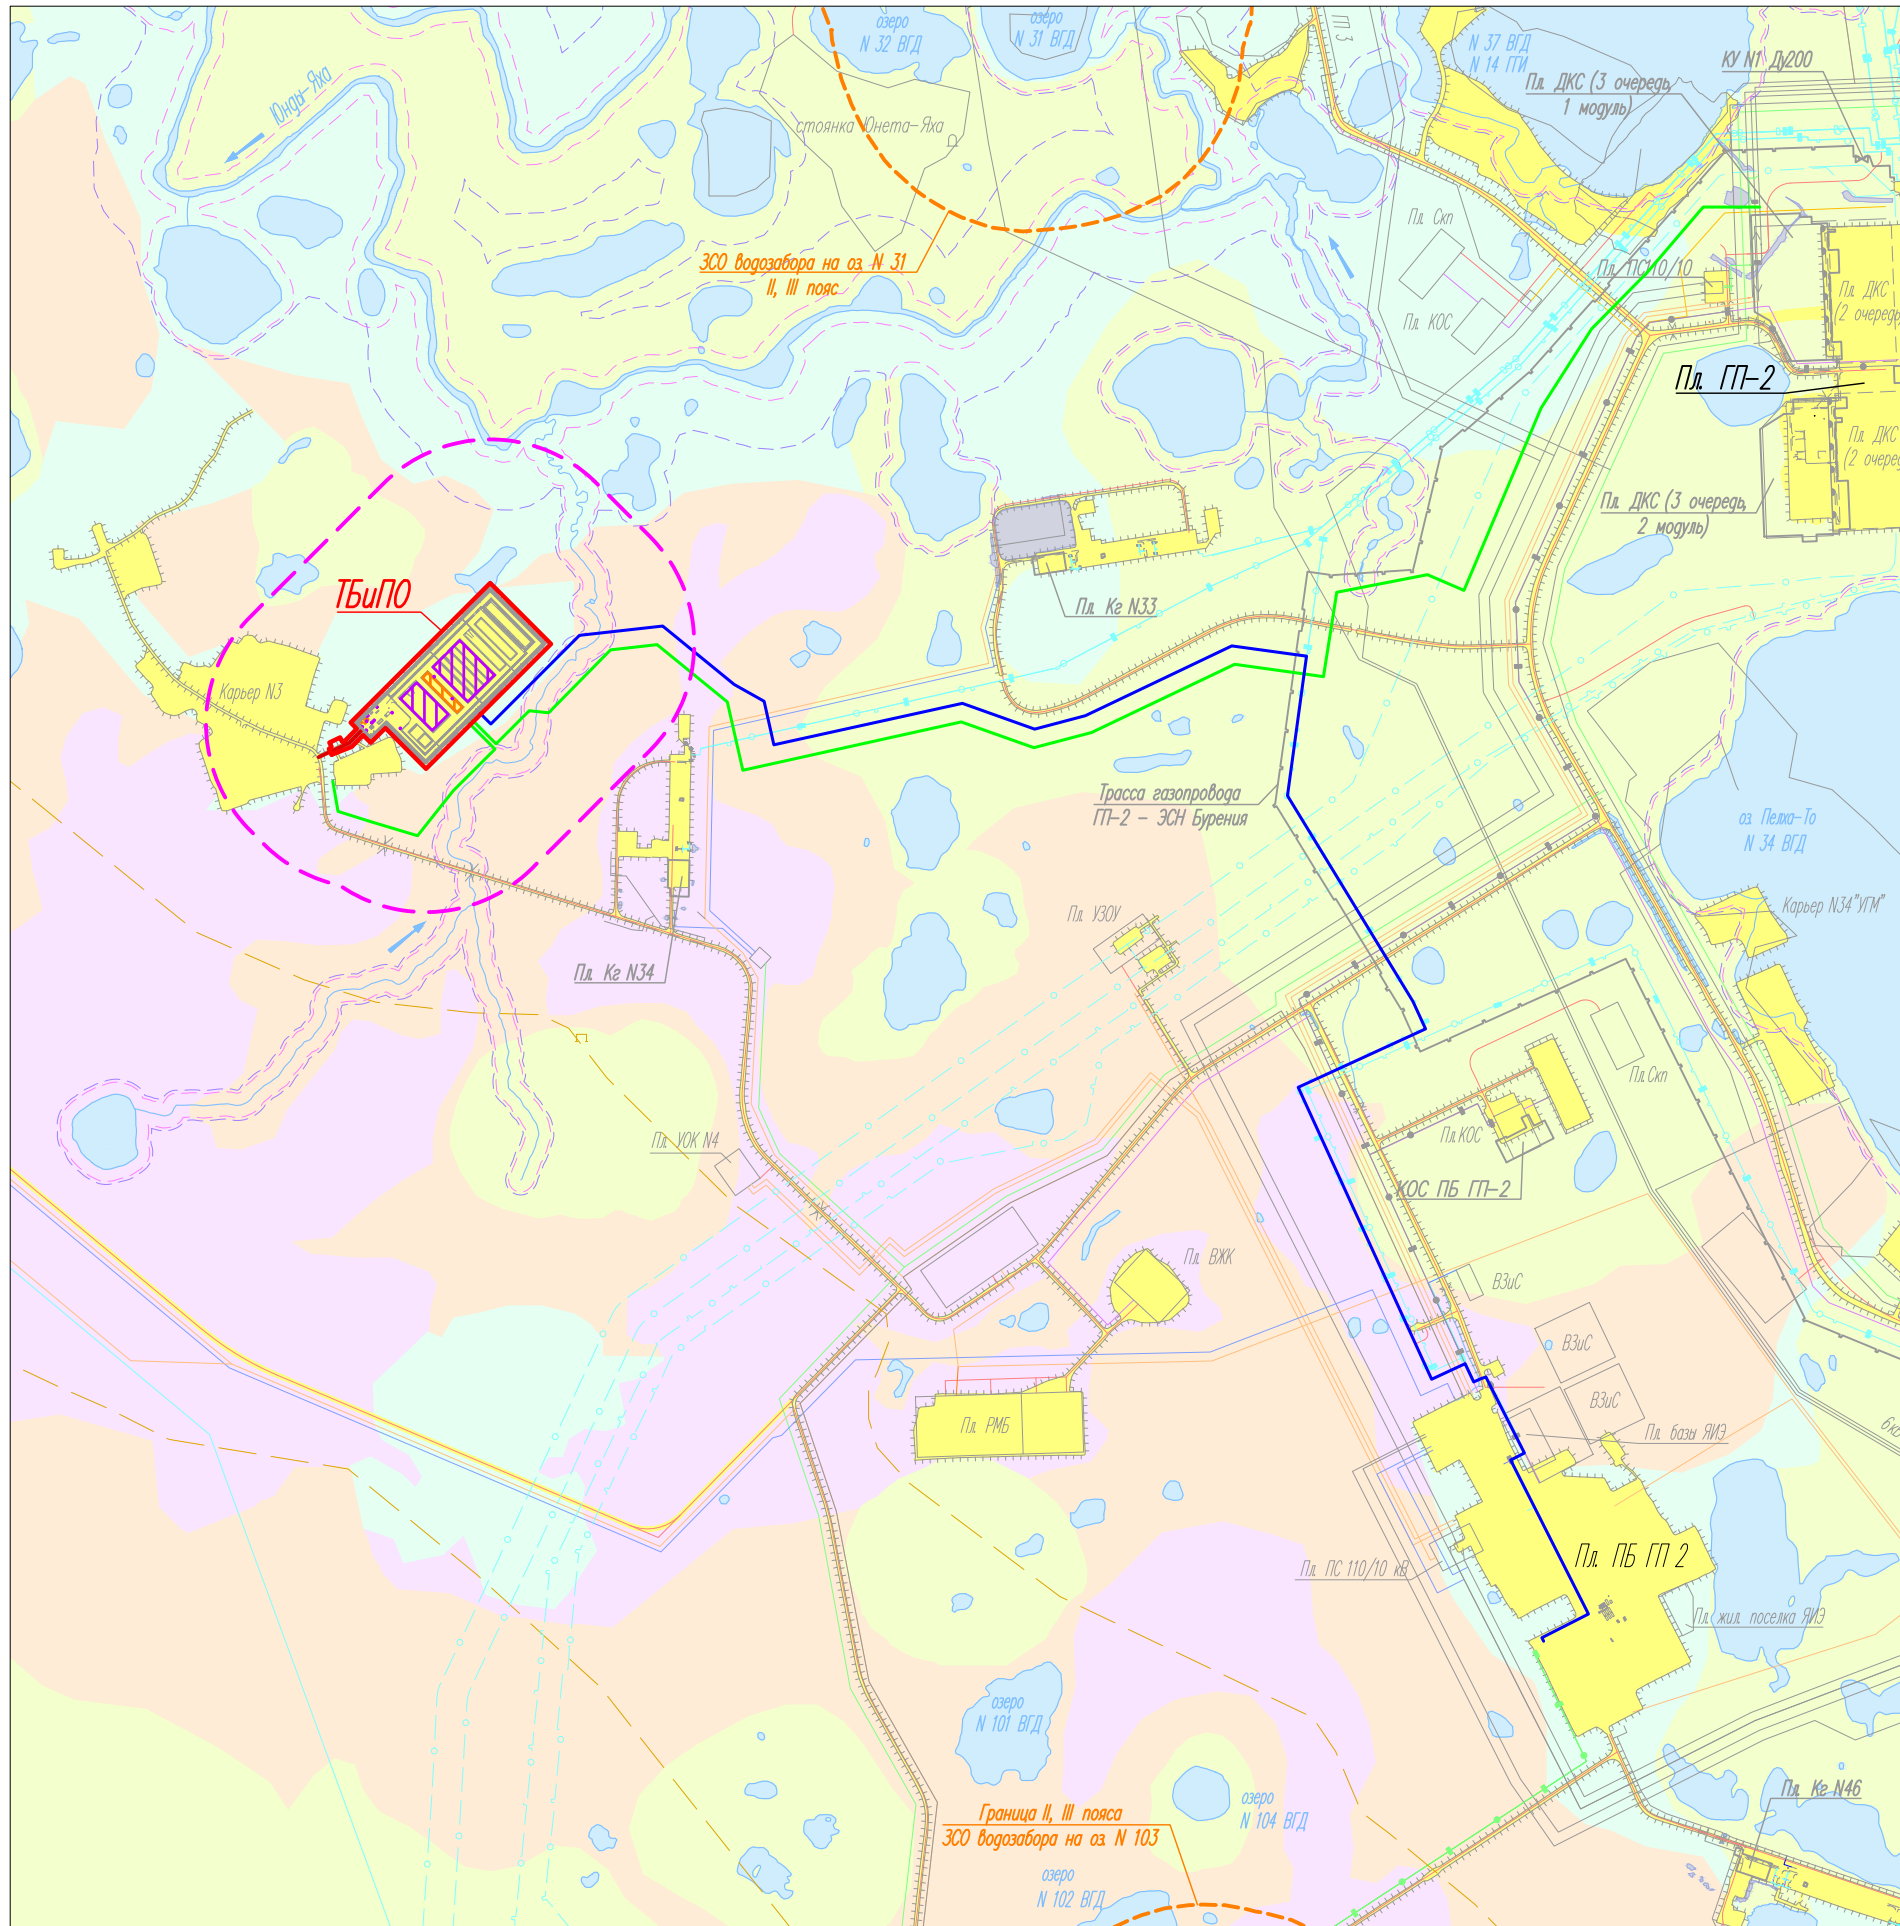 озеро
N 32 ВГД
озеро
N 31 ВГД
N 37 ВГД
N 14 ГГИ
КУ N1 Ду200
Пл. ДКС (3 очередь,
1 модуль)
Юнды-Яха
стоянка Юнета-Яха
Пл. Скп
ЗСО водозабора на оз. N 31
II, III пояс
Пл. ПС110/10
Пл. КОС
Пл. ДКС
(2 очередь
Пл. ГП-2
Пл. ДКС
(2 очеред
Пл. ДКС (3 очередь,
2 модуль)
ТБиПО
Пл. Кг N33
Карьер N3
Трасса газопровода
ГП-2 - ЭСН Бурения
оз. Пелха-То
N 34 ВГД
Карьер N34"УГМ"
Пл. УЗОУ
Пл. Кг N34
Пл.Скп
Пл. УОК N4
Пл.КОС
КОС ПБ ГП-2
Пл. ВЖК
ВЗиС
ВЗиС
ВЗиС
Пл. РМБ
Пл. базы ЯИЭ
Пл. ПБ ГП 2
Пл. ПС 110/10 кВ
Пл. жил. поселка ЯИЭ
озеро
N 101 ВГД
Пл. Кг N46
озеро
N 104 ВГД
Граница II, III пояса
ЗСО водозабора на оз. N 103
озеро
N 102 ВГД